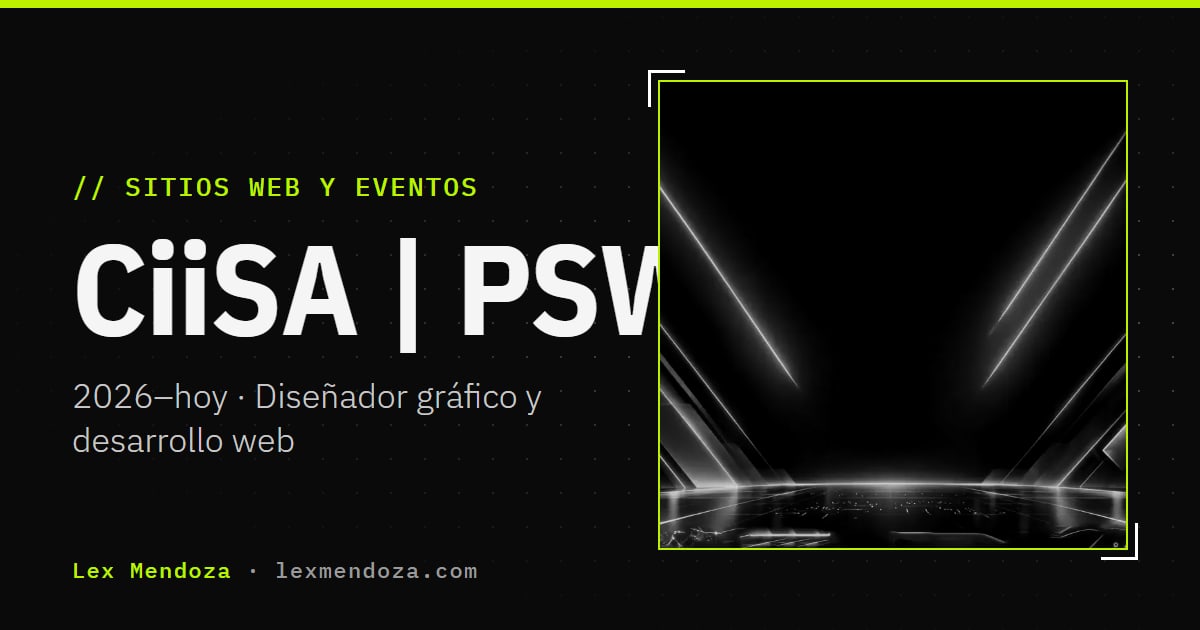 // SITIOS WEB Y EVENTOS
CiiSA | PSW
2026–hoy · Diseñador gráfico y
desarrollo web
Lex Mendoza · lexmendoza.com